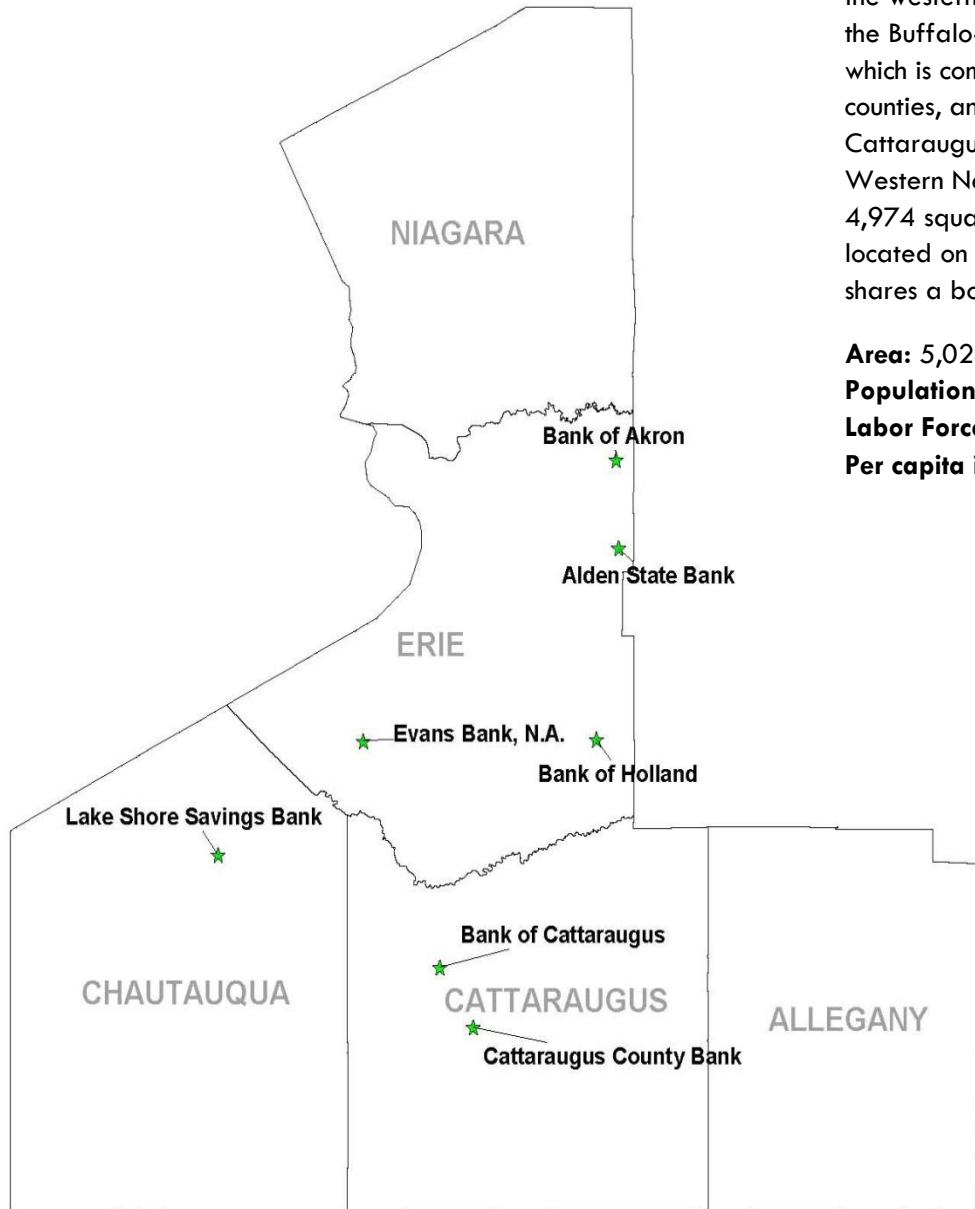 the western
the Buffalo-
which is com
counties, an
Cattaraugu
Western Ne
4,974 squa
located on
shares a bo
Area: 5,02
Population
Labor Forc
Per capita i
NIAGARA
Bank of Akron
Alden State Bank
ERIE
Evans Bank, N.A.
Bank of Holland
Lake Shore Savings Bank
Bank of Cattaraugus
CHAUTAUQUA
CATTARAUGUS
ALLEGANY
Cattaraugus County Bank